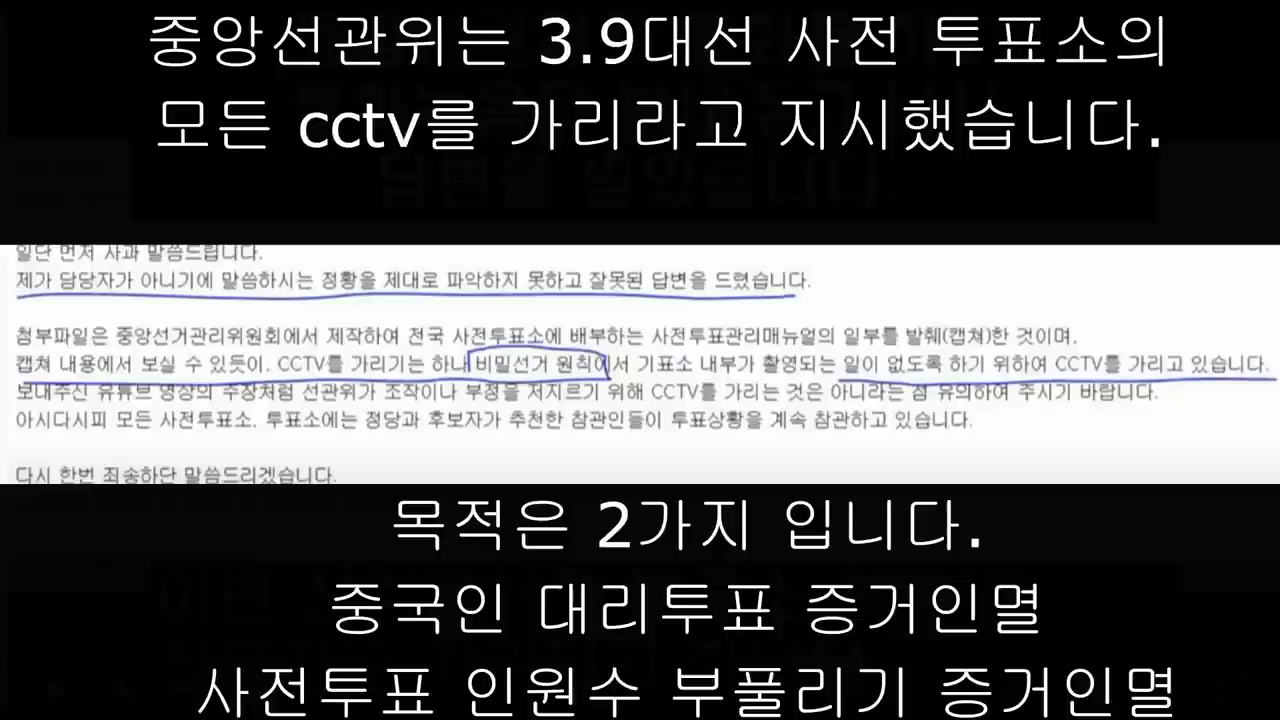 중앙선관위는 3.9대선 사전 투표소의
모든 cctv를 가리라고 지시했습니다.
일단 먼저 사과 말씀드립니다.
제가 담당자가 아니기에 말씀하시는 정황을 제대로 파악하지 못하고 잘못된 답변을 드렸습니다.
첨부파일은 중앙선거관리위원회에서 제작하여 전국 사전투표소에 배부하는 사전투표관리매뉴얼의 일부를 발췌(캡쳐)한 것이며,
캡쳐 내용에서 보실 수 있듯이, CCTV를 가리기는 하나 비밀선거 원칙에서 기표소 내부가 촬영되는 일이 없도록 하기 위하여 CCTV를 가리고 있습니다.
보내주신 유튜브 영상의 주장처럼 선관위가 조작이나 부정을 저지르기 위해 CCTV를 가리는 것은 아니라는 점 유의하여 주시기 바랍니다.
아시다시피 모든 사전투표소, 투표소에는 정당과 후보자가 추천한 참관인들이 투표상황을 계속 참관하고 있습니다.
다시 한번 죄송하단 말씀드리겠습니다.
목적은 2가지 입니다.
중국인 대리투표 증거인멸
사전투표 인원수 부풀리기 증거인멸